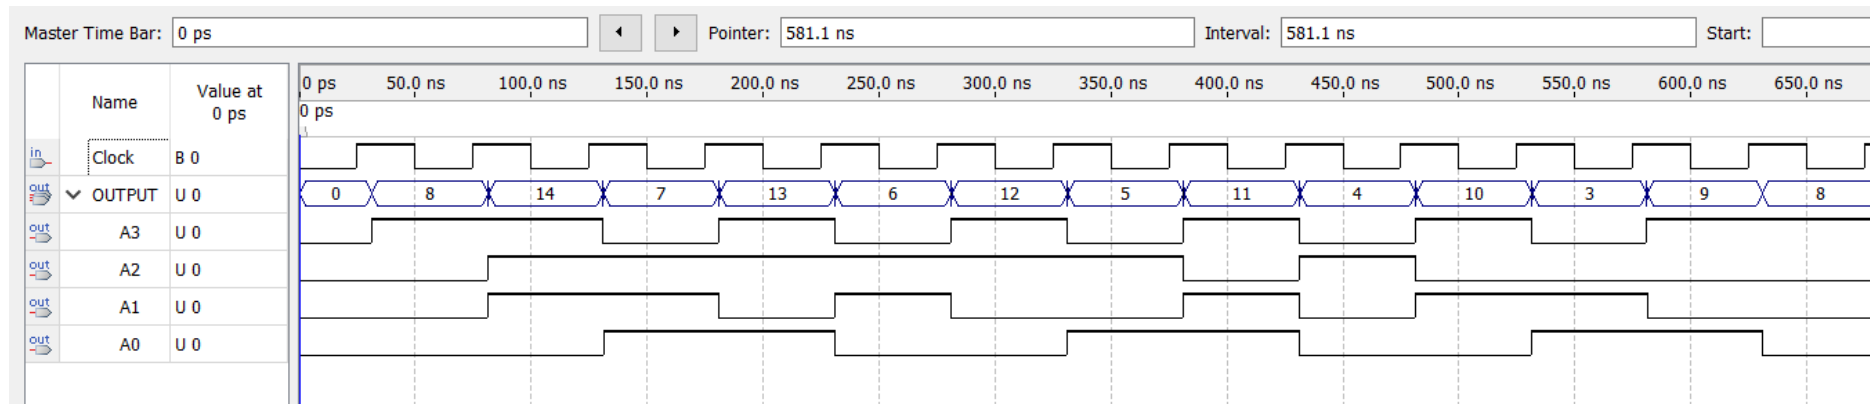 Master Time Bar: 0 ps Pointer: 581.1 ns Interval: 581.1 ns Start:
Name Value at 0 ps 0 ps 50.0 ns 100.0 ns 150.0 ns 200.0 ns 250.0 ns 300.0 ns 350.0 ns 400.0 ns 450.0 ns 500.0 ns 550.0 ns 600.0 ns 650.0 ns
0 ps
in Clock B 0
out OUTPUT U 0 0 8 14 7 13 6 12 5 11 4 10 3 9 8
out A3 U 0
out A2 U 0
out A1 U 0
out A0 U 0